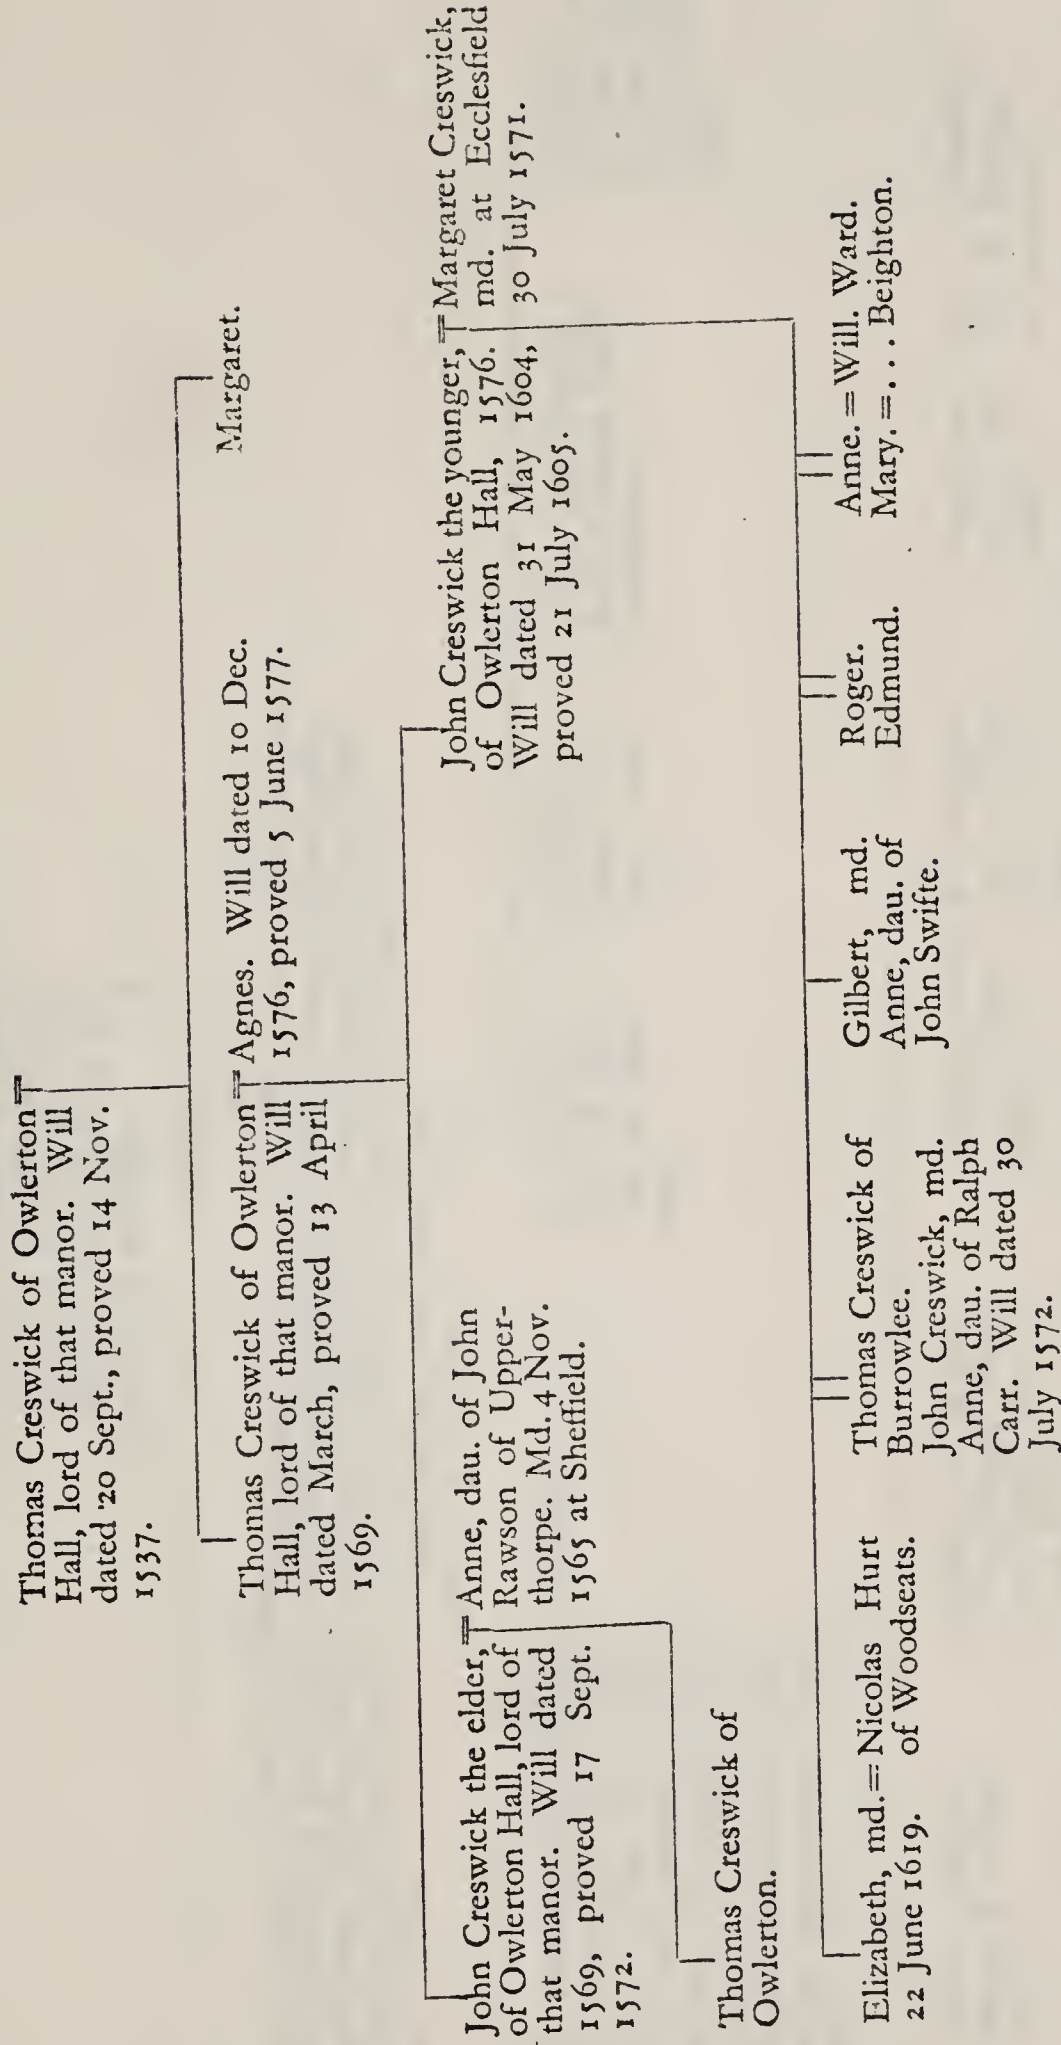 Thomas Creswick of Owlerton=
Hall, lord of that manor. Will
dated 20 Sept., proved 14 Nov.
1537.
Thomas Creswick of Owlerton=
Hall, lord of that manor. Will
dated March, proved 13 April
1569.
Agnes. Will dated 10 Dec.
1576, proved 5 June 1577.
Margaret.
John Creswick the elder,=
of Owlerton Hall, lord of
that manor. Will dated
1569, proved 17 Sept.
1572.
Anne, dau. of John
Rawson of Upper-
thorpe. Md. 4 Nov.
1565 at Sheffield.
John Creswick the younger,=
of Owlerton Hall, 1576.
Will dated 31 May 1604,
proved 21 July 1605.
Margaret Creswick,
md. at Ecclesfield
30 July 1571.
Thomas Creswick of
Owlerton.
Elizabeth, md.=Nicolas Hurt
22 June 1619. of Woodseats.
Thomas Creswick of
Burrowlee.
John Creswick, md.
Anne, dau. of Ralph
Carr. Will dated 30
July 1572.
Gilbert, md.
Anne, dau. of
John Swifte.
Roger.
Edmund.
Anne.=Will. Ward.
Mary.=... Beighton.